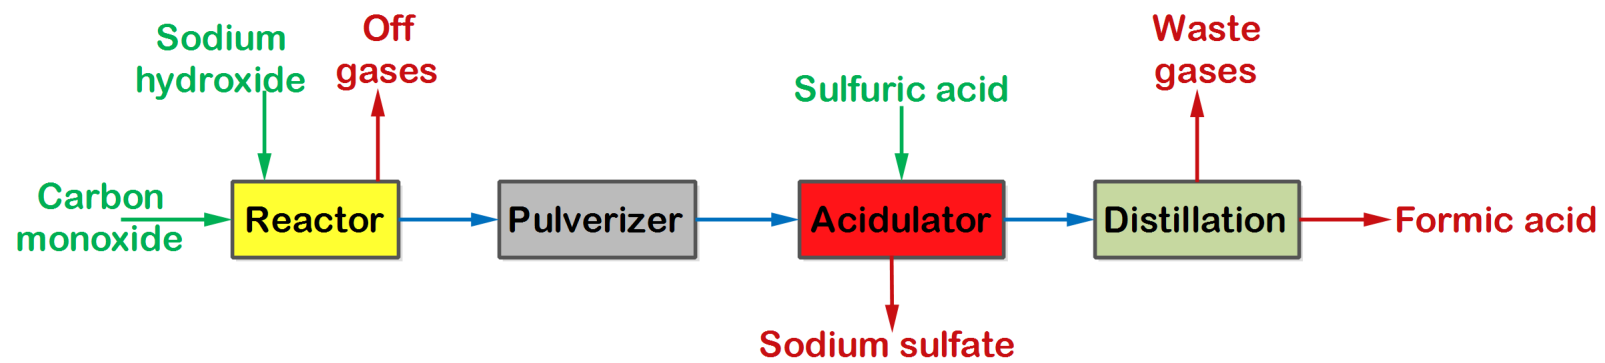 Sodium
hydroxide
Off
gases
Sulfuric acid
Waste
gases
Carbon
monoxide
Reactor
Pulverizer
Acidulator
Distillation
Formic acid
Sodium sulfate